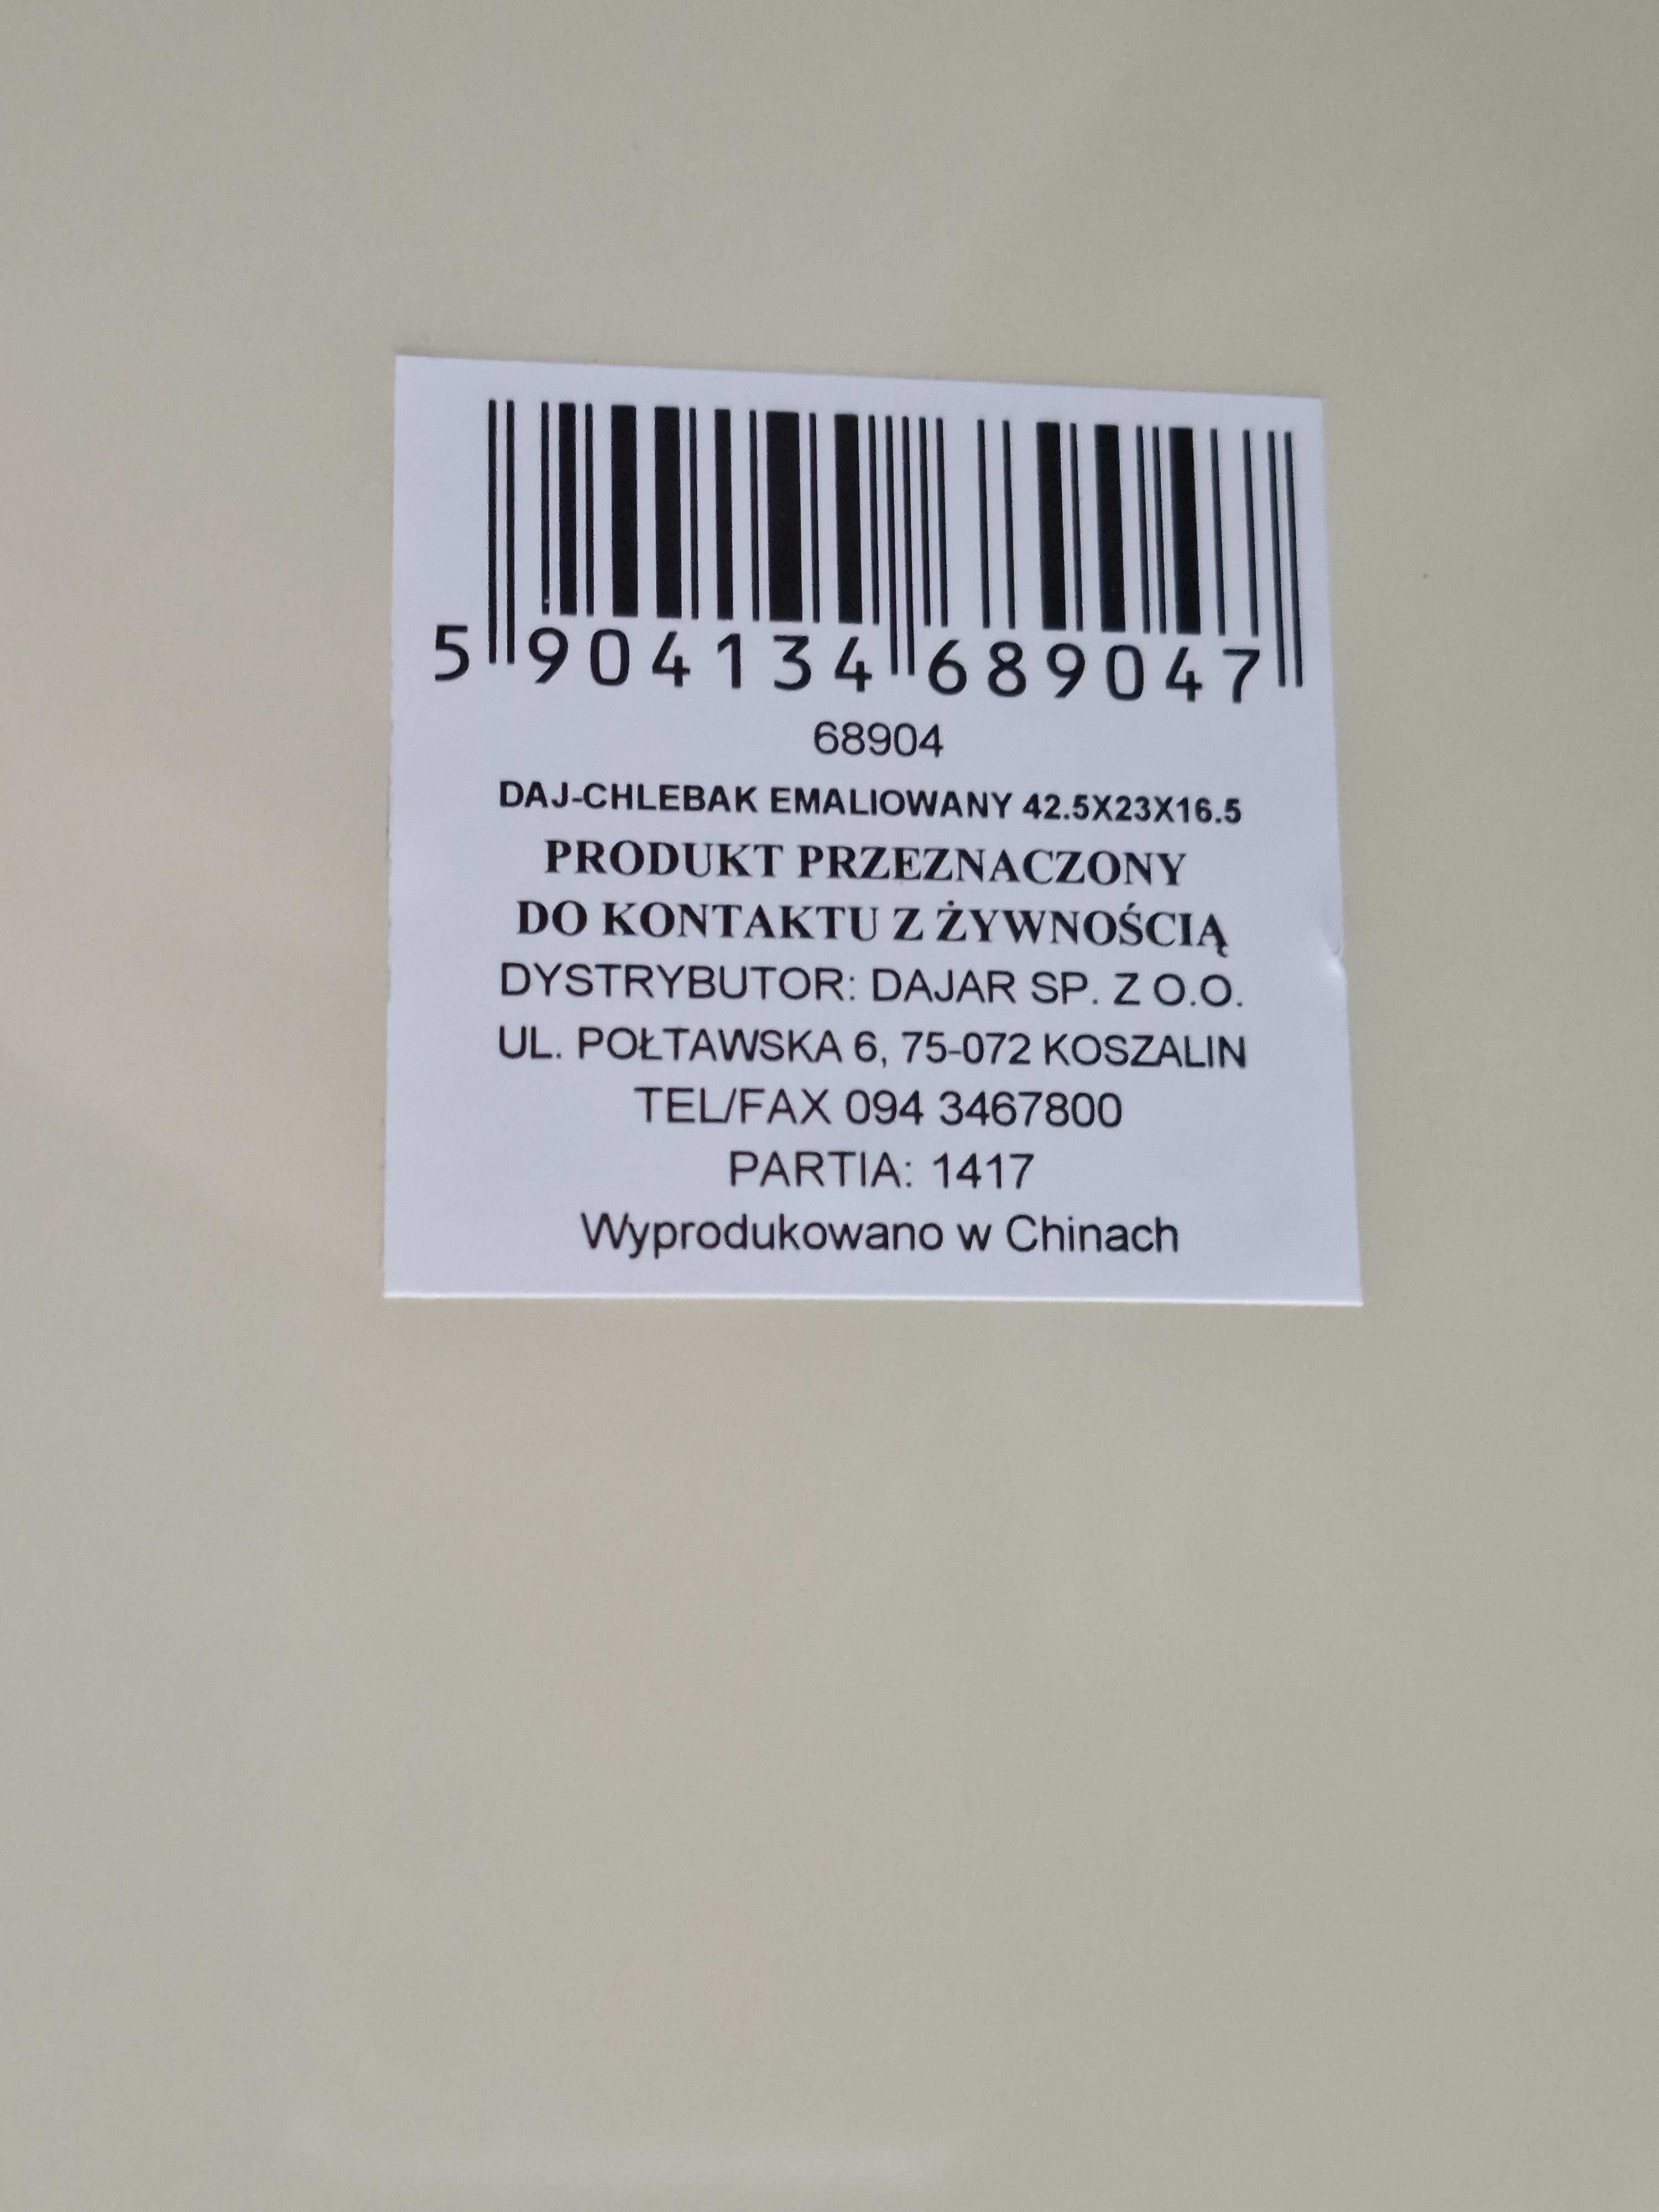 5 904134 689047
68904
DAJ-CHLEBAK EMALIOWANY 42.5X23X16.5
PRODUKT PRZEZNACZONY
DO KONTAKTU Z ŻYWNOŚCIĄ
DYSTRYBUTOR: DAJAR SP. Z O.O.
UL. POŁTAWSKA 6, 75-072 KOSZALIN
TEL/FAX 094 3467800
PARTIA: 1417
Wyprodukowano w Chinach